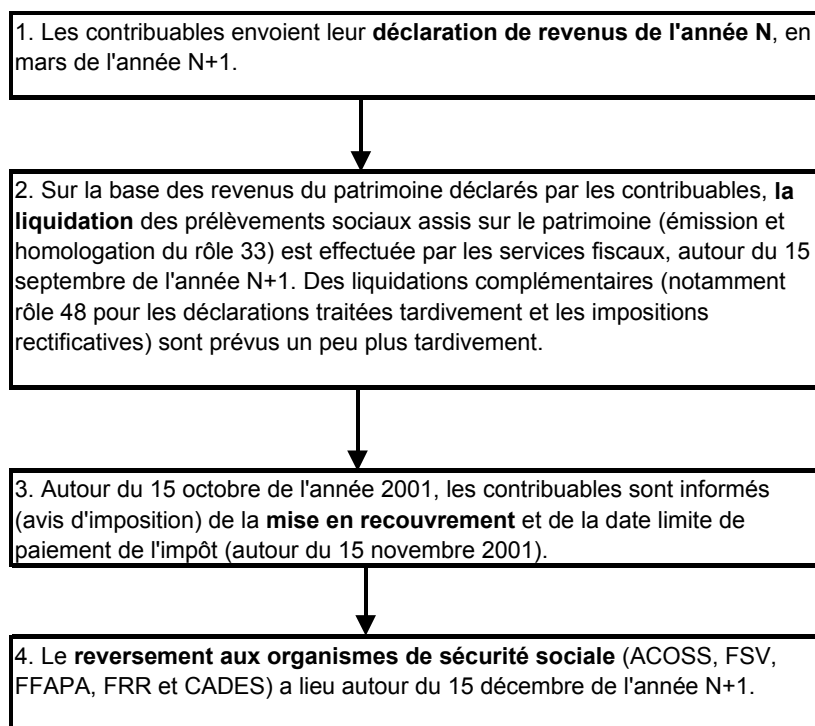 1. Les contribuables envoient leur déclaration de revenus de l'année N, en
mars de l'année N+1.
2. Sur la base des revenus du patrimoine déclarés par les contribuables, la
liquidation des prélèvements sociaux assis sur le patrimoine (émission et
homologation du rôle 33) est effectuée par les services fiscaux, autour du 15
septembre de l'année N+1. Des liquidations complémentaires (notamment
rôle 48 pour les déclarations traitées tardivement et les impositions
rectificatives) sont prévus un peu plus tardivement.
3. Autour du 15 octobre de l'année 2001, les contribuables sont informés
(avis d'imposition) de la mise en recouvrement et de la date limite de
paiement de l'impôt (autour du 15 novembre 2001).
4. Le reversement aux organismes de sécurité sociale (ACOSS, FSV,
FFAPA, FRR et CADES) a lieu autour du 15 décembre de l'année N+1.